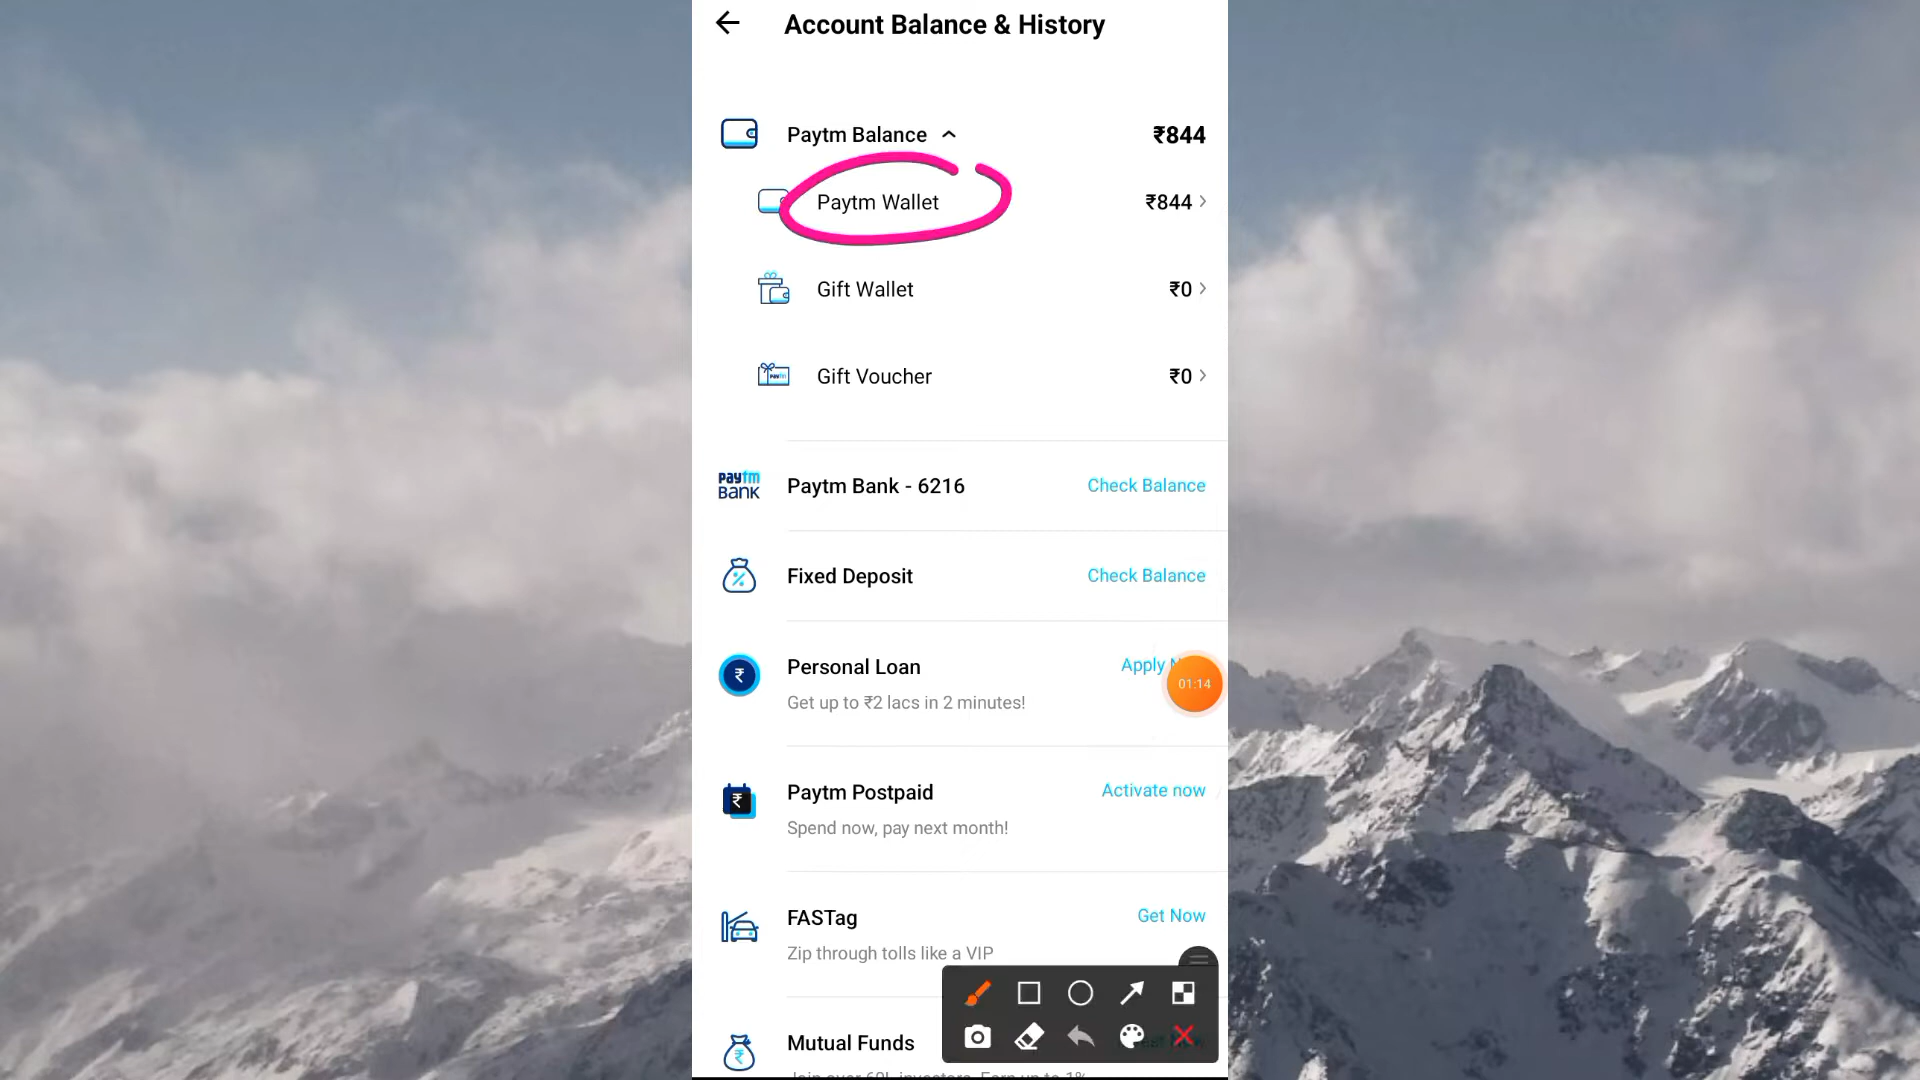 Account Balance & History
Paytm Balance ₹844
Paytm Wallet ₹844
Gift Wallet ₹0
Gift Voucher ₹0
paytm BANK Paytm Bank - 6216 Check Balance
Fixed Deposit Check Balance
Personal Loan Apply
01:14
Get up to ₹2 lacs in 2 minutes!
Paytm Postpaid Activate now
Spend now, pay next month!
FASTag Get Now
Zip through tolls like a VIP
Mutual Funds